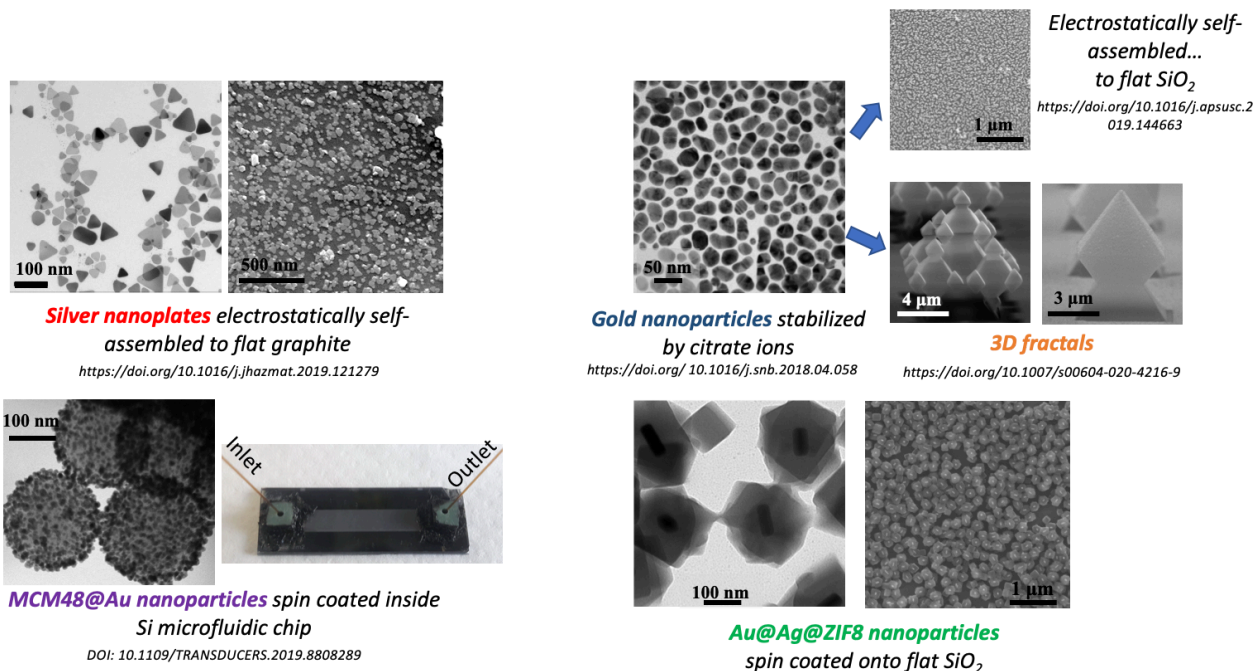 100 nm
500 nm
Silver nanoplates electrostatically self-
assembled to flat graphite
https://doi.org/10.1016/j.jhazmat.2019.121279
100 nm
Inlet
Outlet
MCM48@Au nanoparticles spin coated inside
Si microfluidic chip
DOI: 10.1109/TRANSDUCERS.2019.8808289
50 nm
Gold nanoparticles stabilized
by citrate ions
https://doi.org/ 10.1016/j.snb.2018.04.058
1 µm
Electrostatically self-
assembled...
to flat SiO₂
https://doi.org/10.1016/j.apsusc.2
019.144663
4 µm
3 µm
3D fractals
https://doi.org/10.1007/s00604-020-4216-9
100 nm
1 µm
Au@Ag@ZIF8 nanoparticles
spin coated onto flat SiO₂